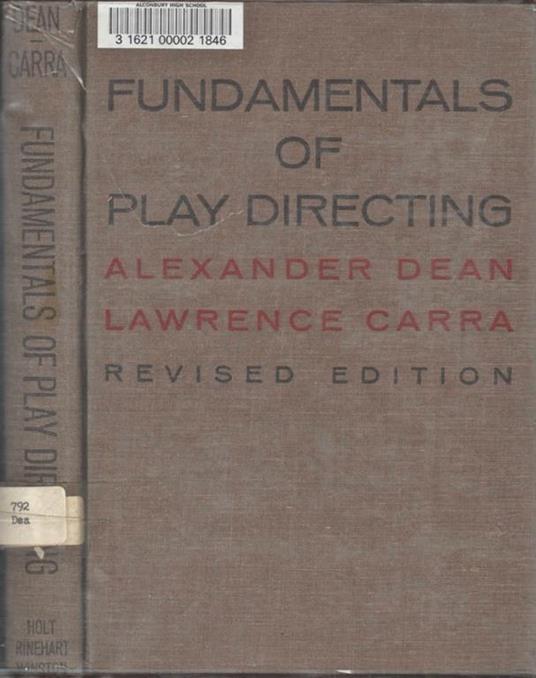 ALCONBURY HIGH SCHOOL
3 1621 00002 1846
FUNDAMENTALS
OF
PLAY DIRECTING
ALEXANDER DEAN
LAWRENCE CARRA
REVISED EDITION
DEAN
CARRA
FUNDAMENTALS OF PLAY DIR NG
792
Dea
HOLT
RINEHART
WINSTON